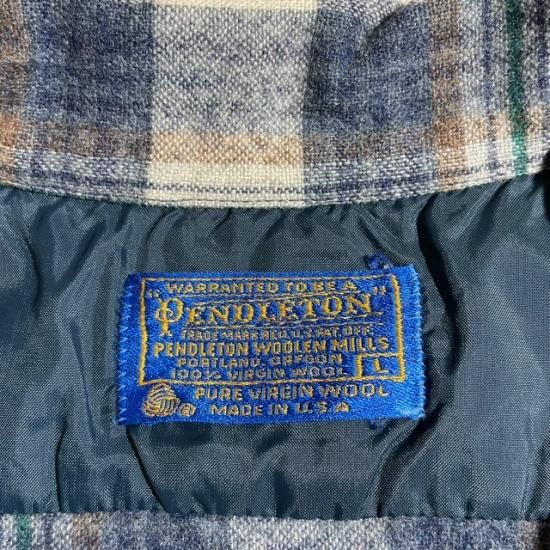 WARRANTED TO BE A
"PENDLETON"
TRADE MARK REG. U.S. PAT. OFF.
PENDLETON WOOLEN MILLS
PORTLAND, OREGON
100% VIRGIN WOOL L
PURE VIRGIN WOOL
® MADE IN U.S.A